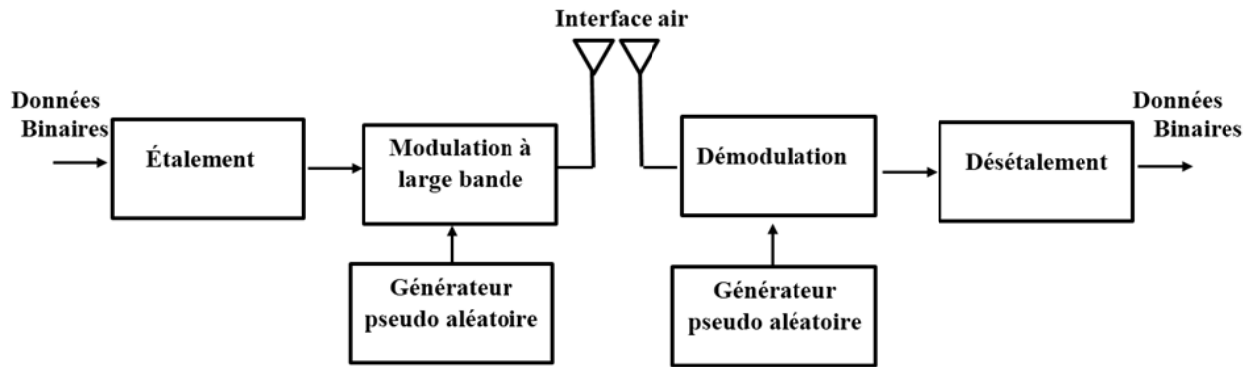 Interface air
Données
Binaires
Étalement
Modulation à
large bande
Démodulation
Désétalement
Données
Binaires
Générateur
pseudo aléatoire
Générateur
pseudo aléatoire